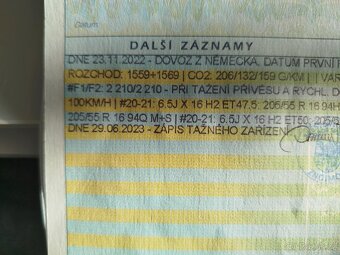 Datum
DALŠÍ ZÁZNAMY
DNE 23.11.2022 - DOVOZ Z NĚMECKA. DATUM PRVNÍ
ROZCHOD: 1559+1569 | CO2: 206/132/159 G/KM | | VAR
#F1/F2: 2 210/2 210 - PŘI TAŽENÍ PŘÍVĚSU A RYCHL. DO
100KM/H | #20-21: 6.5J X 16 H2 ET47.5; 205/55 R 16 94H
205/55 R 16 94Q M+S | #20-21: 6.5J X 16 H2 ET50; 205/5
DNE 29.06.2023 - ZÁPIS TAŽNÉHO ZAŘÍZENÍ